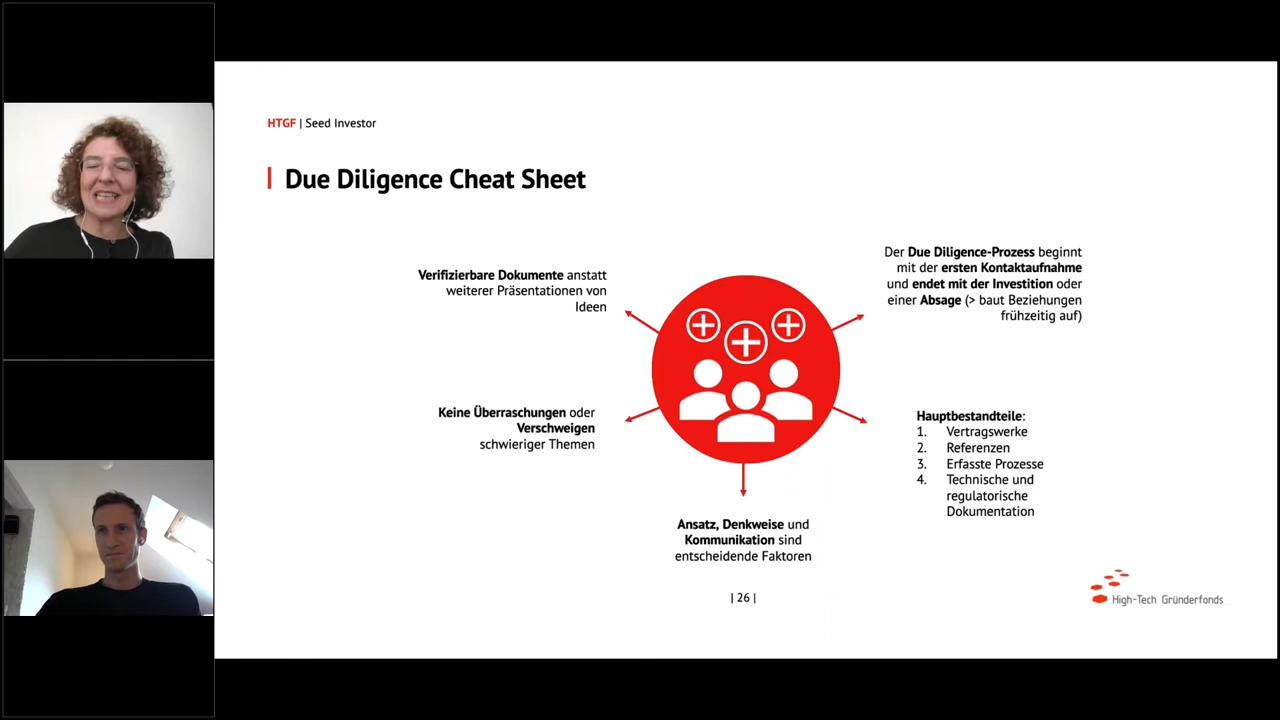 HTGF | Seed Investor
Due Diligence Cheat Sheet
Verifizierbare Dokumente anstatt
weiterer Präsentationen von
Ideen
Der Due Diligence-Prozess beginnt
mit der ersten Kontaktaufnahme
und endet mit der Investition oder
einer Absage (> baut Beziehungen
frühzeitig auf)
Keine Überraschungen oder
Verschweigen
schwieriger Themen
Hauptbestandteile:
1. Vertragswerke
2. Referenzen
3. Erfasste Prozesse
4. Technische und
regulatorische
Dokumentation
Ansatz, Denkweise und
Kommunikation sind
entscheidende Faktoren
| 26 |
High-Tech Gründerfonds